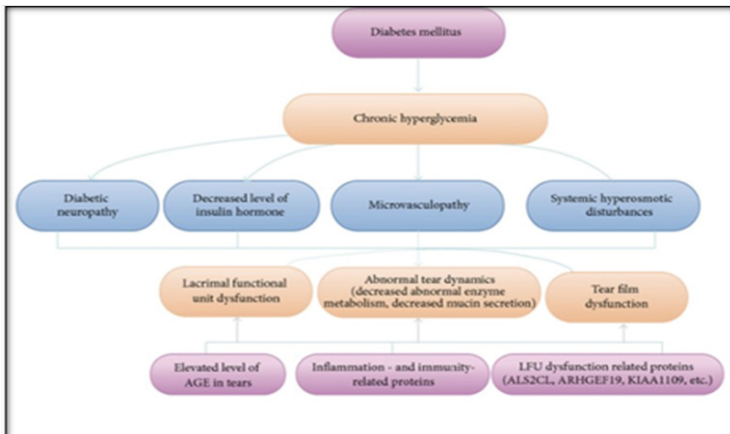 Diabetes mellitus
Chronic hyperglycemia
Diabetic
neuropathy
Decreased level of
insulin hormone
Microvasculopathy
Systemic hyperosmotic
disturbances
Lacrimal functional
unit dysfunction
Abnormal tear dynamics
(decreased abnormal enzyme
metabolism, decreased mucin secretion)
Tear film
dysfunction
Elevated level of
AGE in tears
Inflammation - and immunity-
related proteins
LFU dysfunction related proteins
(ALS2CL, ARHGEF19, KIAA1109, etc.)